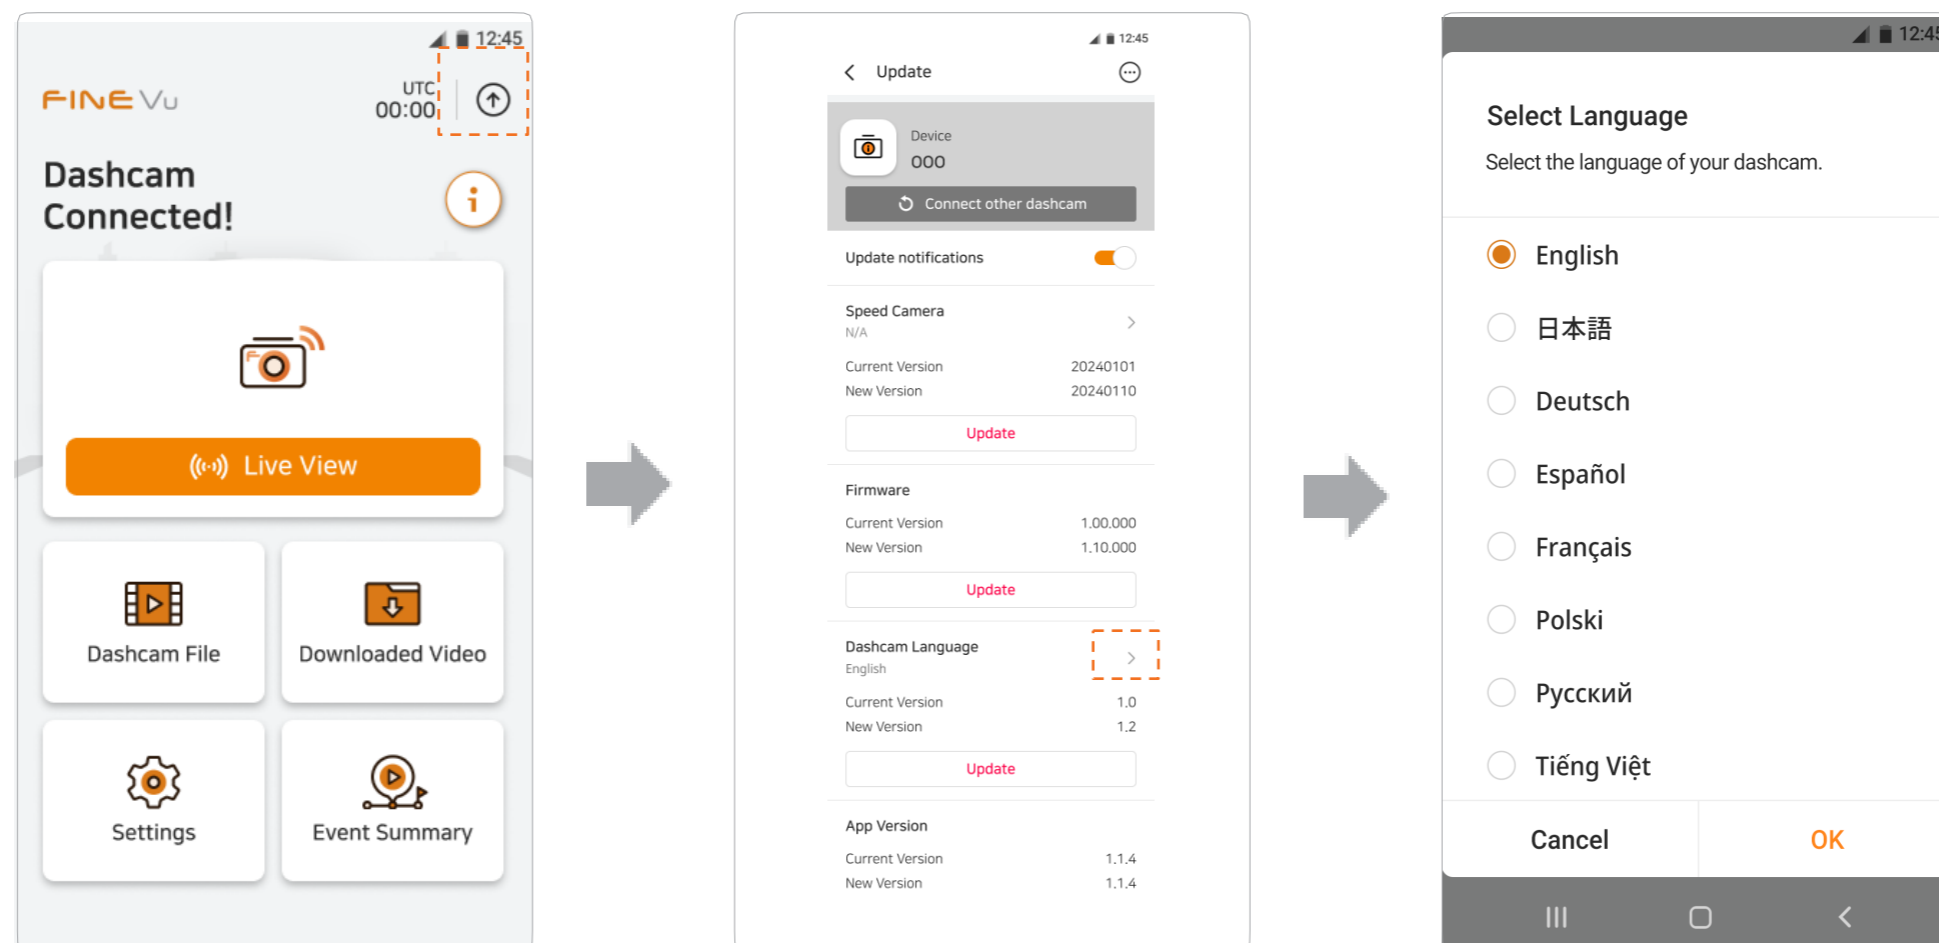 12:45
FINEVu
UTC
00:00
Dashcam
Connected!
Live View
Dashcam File
Downloaded Video
Settings
Event Summary
12:45
Update
Device
OOO
Connect other dashcam
Update notifications
Speed Camera
N/A
Current Version 20240101
New Version 20240110
Update
Firmware
Current Version 1.00.000
New Version 1.10.000
Update
Dashcam Language
English
Current Version 1.0
New Version 1.2
Update
App Version
Current Version 1.1.4
New Version 1.1.4
12:45
Select Language
Select the language of your dashcam.
English
日本語
Deutsch
Español
Français
Polski
Русский
Tiếng Việt
Cancel OK